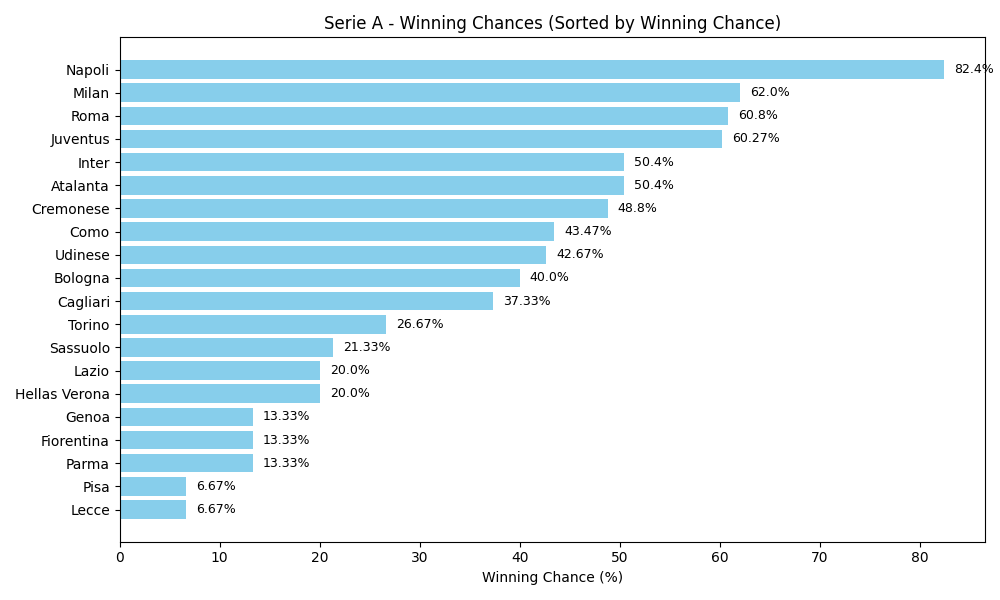 Serie A - Winning Chances (Sorted by Winning Chance)
Napoli 82.4%
Milan 62.0%
Roma 60.8%
Juventus 60.27%
Inter 50.4%
Atalanta 50.4%
Cremonese 48.8%
Como 43.47%
Udinese 42.67%
Bologna 40.0%
Cagliari 37.33%
Torino 26.67%
Sassuolo 21.33%
Lazio 20.0%
Hellas Verona 20.0%
Genoa 13.33%
Fiorentina 13.33%
Parma 13.33%
Pisa 6.67%
Lecce 6.67%
0 10 20 30 40 50 60 70 80
Winning Chance (%)